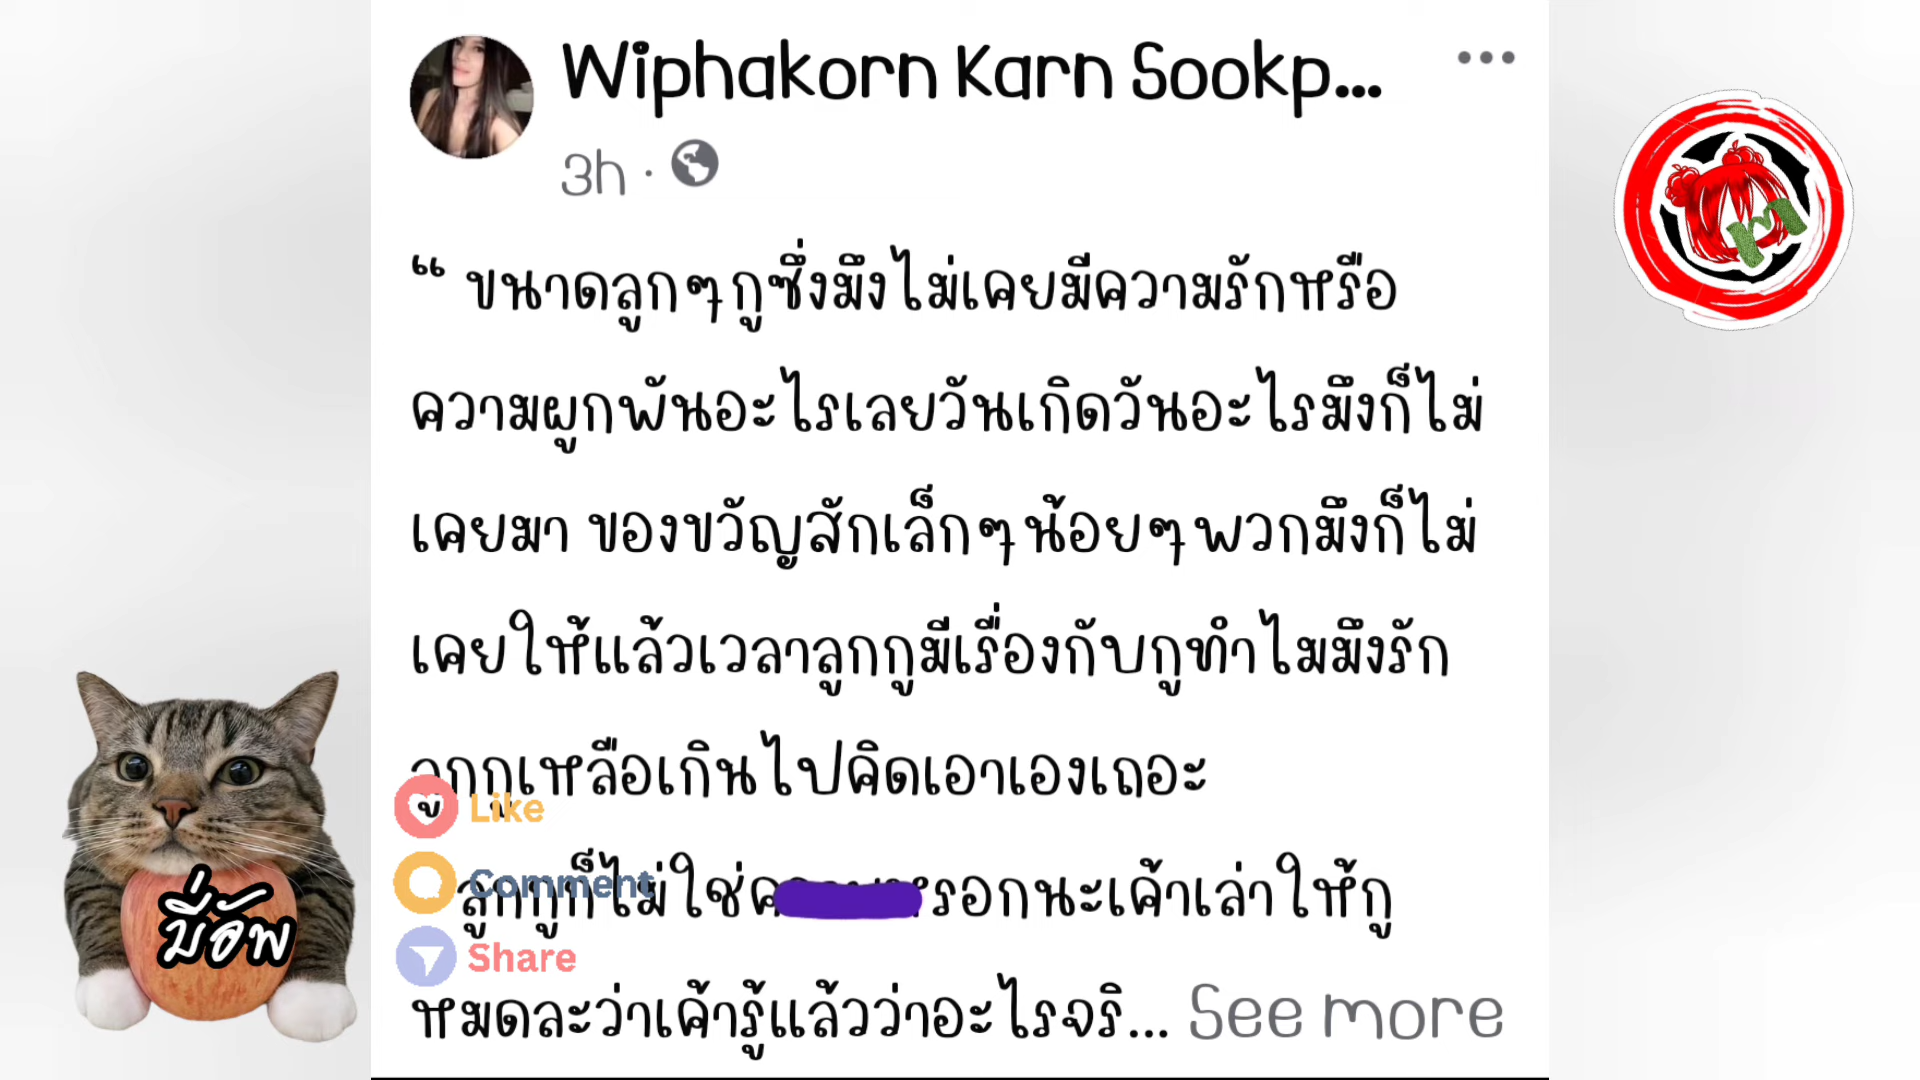 Wiphakorn Karn Sookp...
3h ·
“ ขนาดลูกๆกูซึ่งมึงไม่เคยมีความรักหรือ
ความผูกพันอะไรเลยวันเกิดวันอะไรมึงก็ไม่
เคยมา ของขวัญสักเล็กๆน้อยๆพวกมึงก็ไม่
เคยให้แล้วเวลาลูกกูมีเรื่องกับกูทำไมมึงรัก
ลูกกูเหลือเกินไปคิดเอาเองเถอะ
Like
ลูกกูก็ไม่ใช่ รอกนะเค้าเล่าให้กู
Comment
Share
หมดละว่าเค้ารู้แล้วว่าอะไรจริ... See more
บี่อัพ